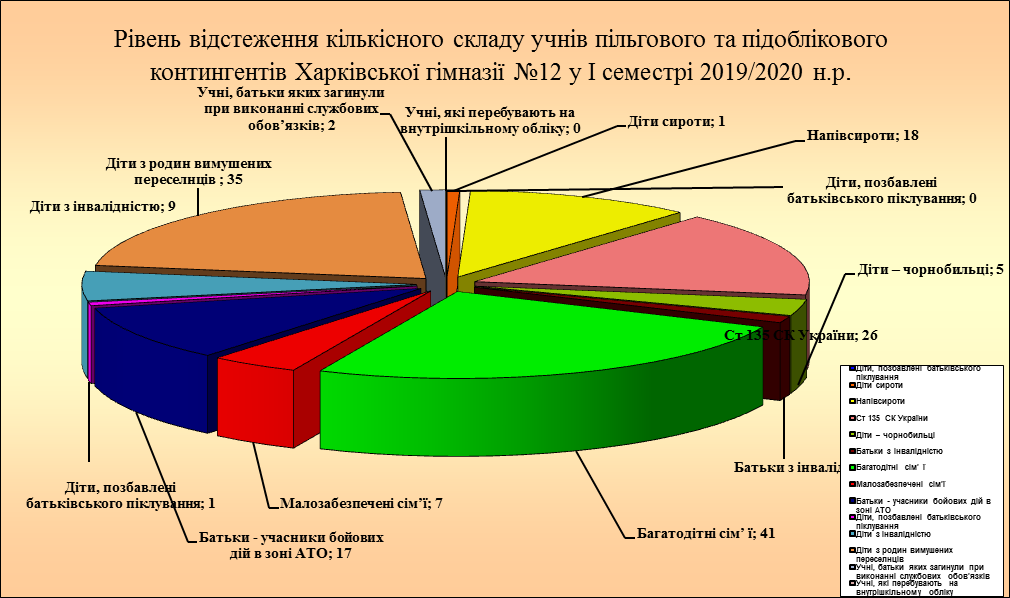 Рівень відстеження кількісного складу учнів пільгового та підоблікового
контингентів Харківської гімназії №12 у І семестрі 2019/2020 н.р.
Учні, батьки яких загинули
при виконанні службових
обов’язків; 2
Учні, які перебувають на
внутрішкільному обліку; 0
Діти сироти; 1
Напівсироти; 18
Діти з родин вимушених
переселнців ; 35
Діти, позбавлені
батьківського піклування; 0
Діти з інвалідністю; 9
Діти – чорнобильці; 5
Ст 135 СК України; 26
Батьки з інвалід
Діти, позбавлені
батьківського піклування; 1
Малозабезпечені сім’ї; 7
Батьки - учасники бойових
дій в зоні АТО; 17
Багатодітні сім’ ї; 41
Діти, позбавлені батьківського
піклування
Діти сироти
Напівсироти
Ст 135 СК України
Діти – чорнобильці
Батьки з інвалідністю
Багатодітні сім’ ї
Малозабезпечені сім’ї
Батьки - учасники бойових дій в
зоні АТО
Діти, позбавлені батьківського
піклування
Діти з інвалідністю
Діти з родин вимушених
переселнців
Учні, батьки яких загинули при
виконанні службових обов’язків
Учні, які перебувають на
внутрішкільному обліку